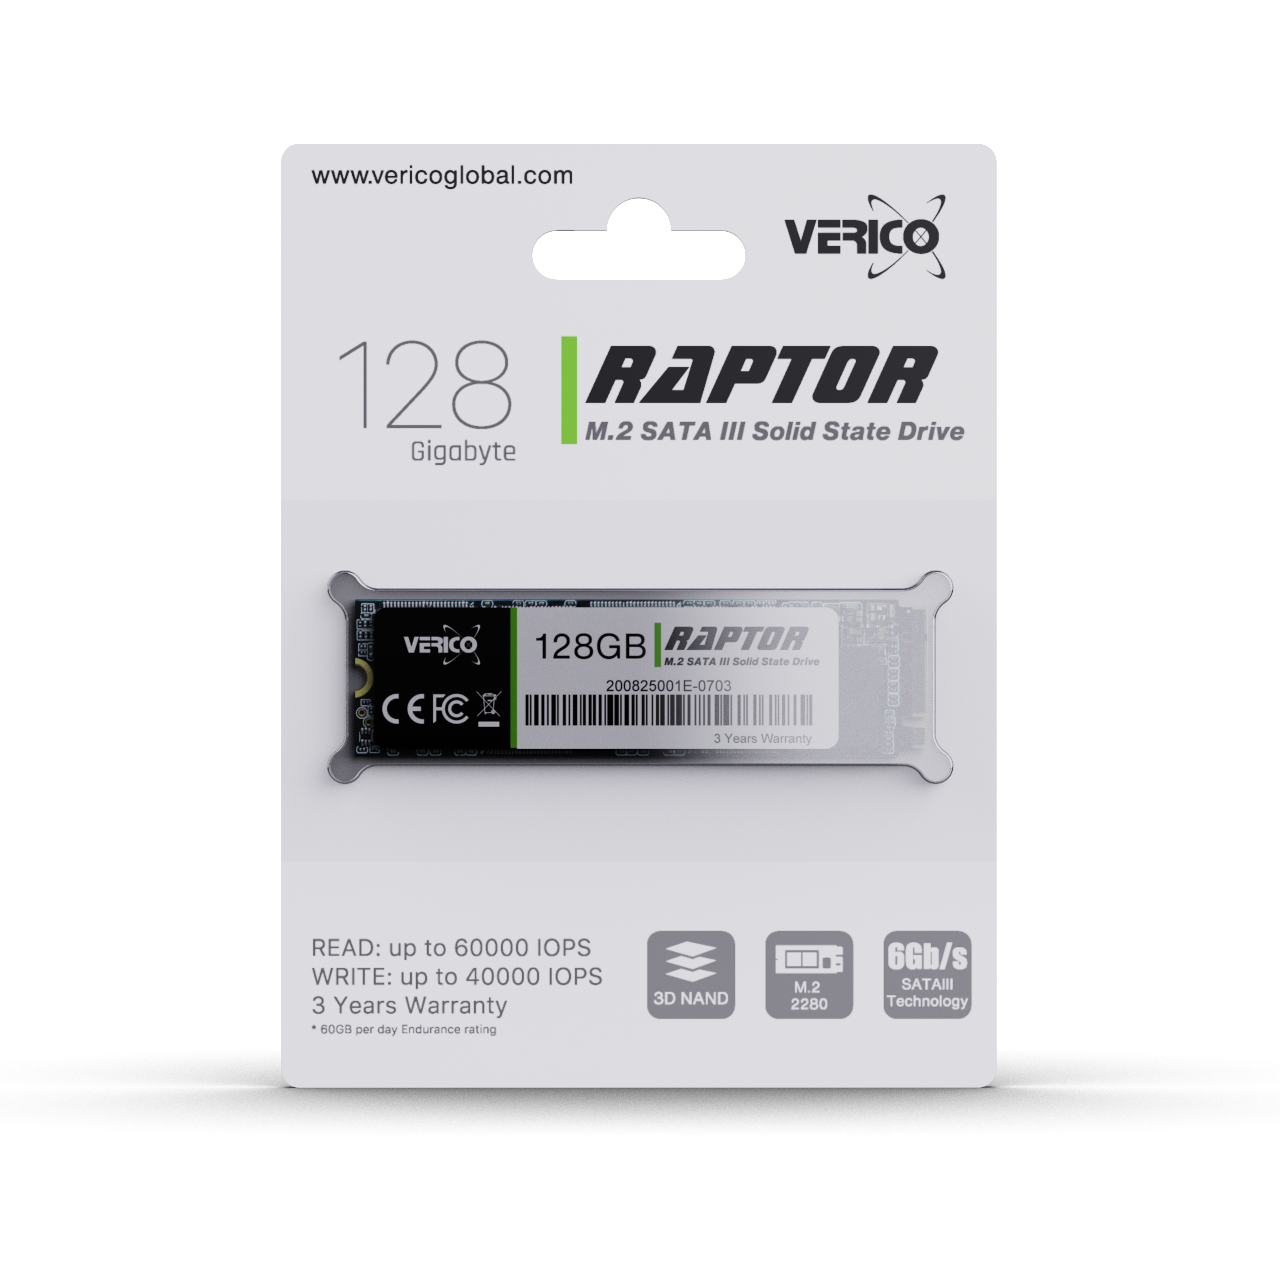 www.vericoglobal.com
VERICO
128
Gigabyte
RAPTOR
M.2 SATA III Solid State Drive
VERICO
CE FC
128GB
RAPTOR
M.2 SATA III Solid State Drive
200825001E-0703
3 Years Warranty
READ: up to 60000 IOPS
WRITE: up to 40000 IOPS
3 Years Warranty
* 60GB per day Endurance rating
3D NAND
M.2
2280
6Gb/s
SATAIII
Technology